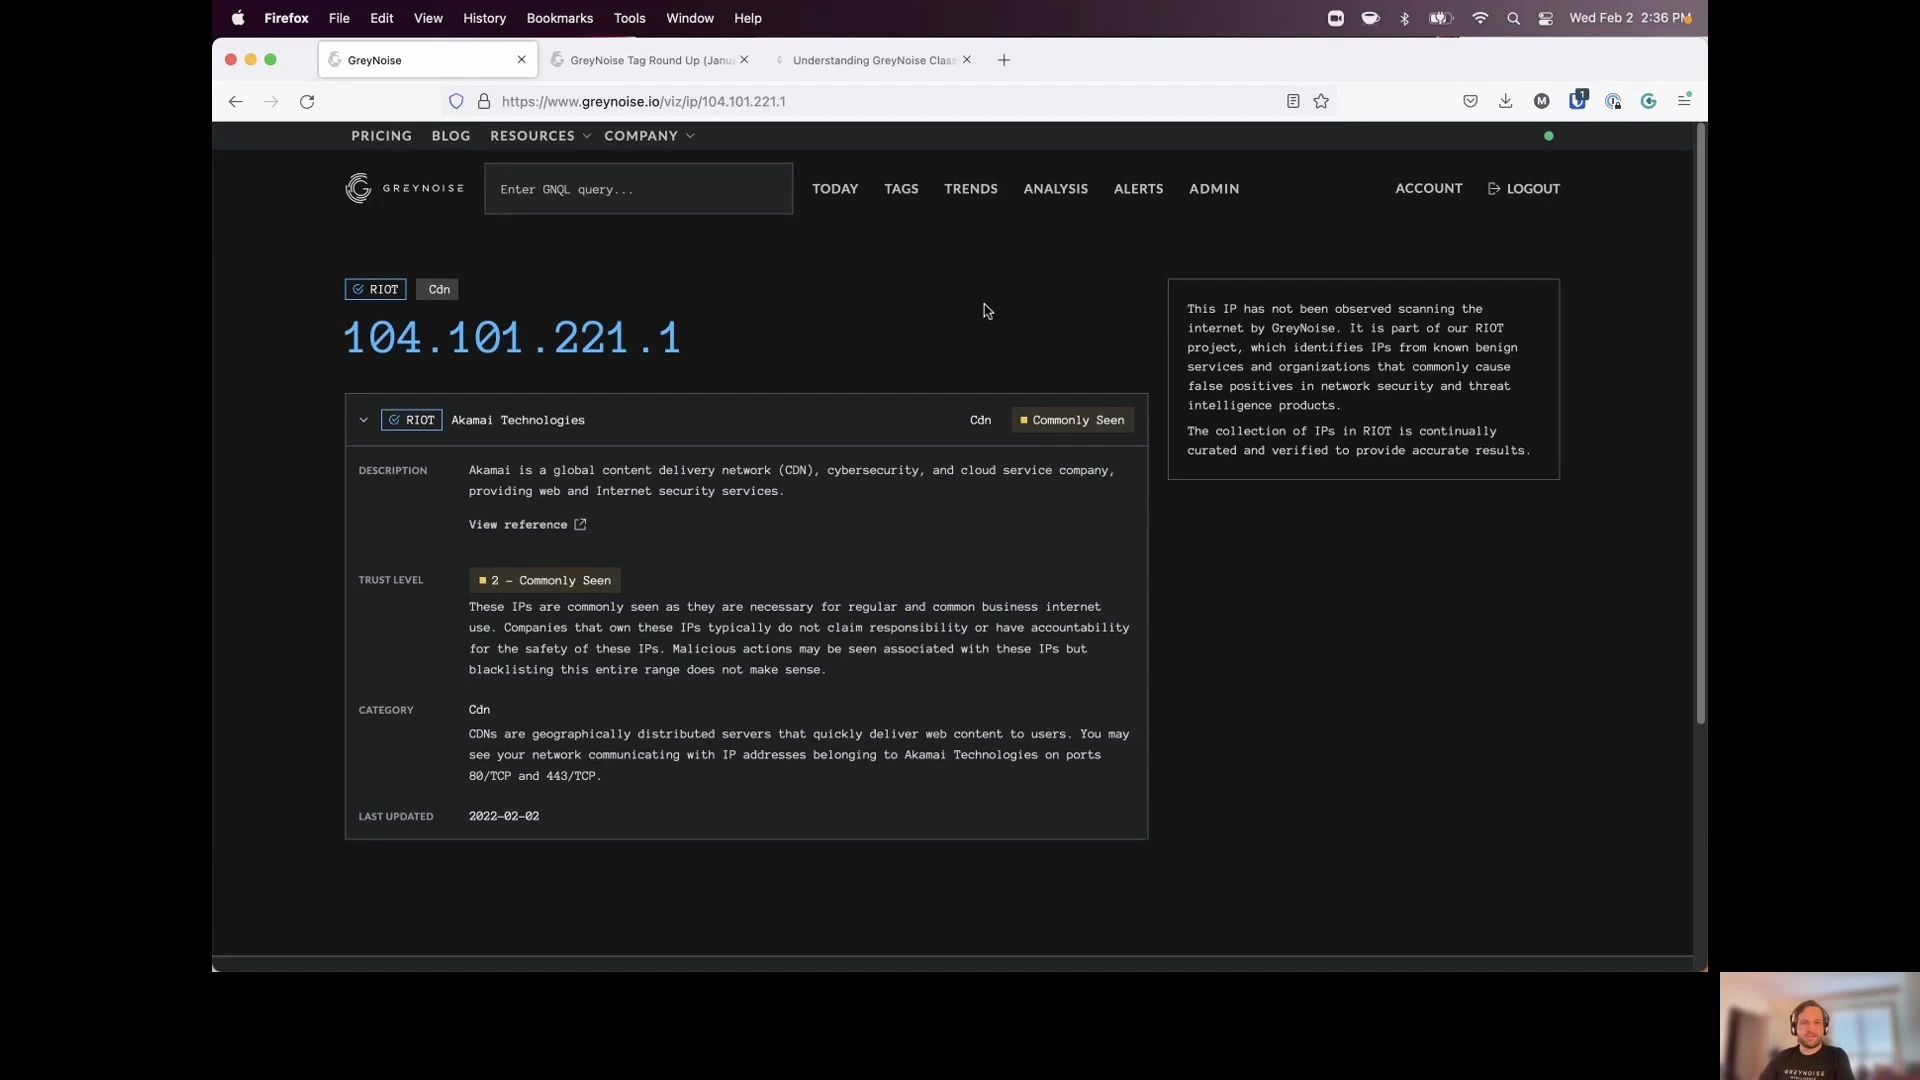 Firefox File Edit View History Bookmarks Tools Window Help Wed Feb 2 2:36 PM
GreyNoise GreyNoise Tag Round Up (Janu Understanding GreyNoise Class
https://www.greynoise.io/viz/ip/104.101.221.1 M 1
PRICING BLOG RESOURCES COMPANY
GREYNOISE Enter GNQL query... TODAY TAGS TRENDS ANALYSIS ALERTS ADMIN ACCOUNT LOGOUT
RIOT Cdn
104.101.221.1
RIOT Akamai Technologies Cdn Commonly Seen
DESCRIPTION Akamai is a global content delivery network (CDN), cybersecurity, and cloud service company,
providing web and Internet security services.
View reference
TRUST LEVEL 2 - Commonly Seen
These IPs are commonly seen as they are necessary for regular and common business internet
use. Companies that own these IPs typically do not claim responsibility or have accountability
for the safety of these IPs. Malicious actions may be seen associated with these IPs but
blacklisting this entire range does not make sense.
CATEGORY Cdn
CDNs are geographically distributed servers that quickly deliver web content to users. You may
see your network communicating with IP addresses belonging to Akamai Technologies on ports
80/TCP and 443/TCP.
LAST UPDATED 2022-02-02
This IP has not been observed scanning the
internet by GreyNoise. It is part of our RIOT
project, which identifies IPs from known benign
services and organizations that commonly cause
false positives in network security and threat
intelligence products.
The collection of IPs in RIOT is continually
curated and verified to provide accurate results.
GREYNOISE